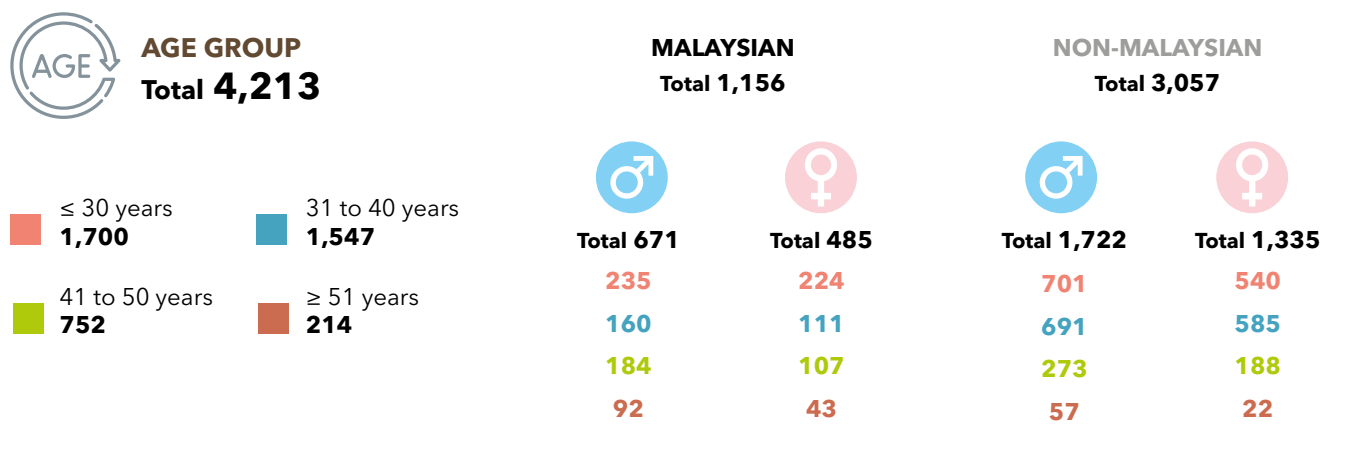 AGE
AGE GROUP
Total 4,213
MALAYSIAN
Total 1,156
NON-MALAYSIAN
Total 3,057
≤ 30 years
1,700
31 to 40 years
1,547
41 to 50 years
752
≥ 51 years
214
Total 671
235
160
184
92
Total 485
224
111
107
43
Total 1,722
701
691
273
57
Total 1,335
540
585
188
22